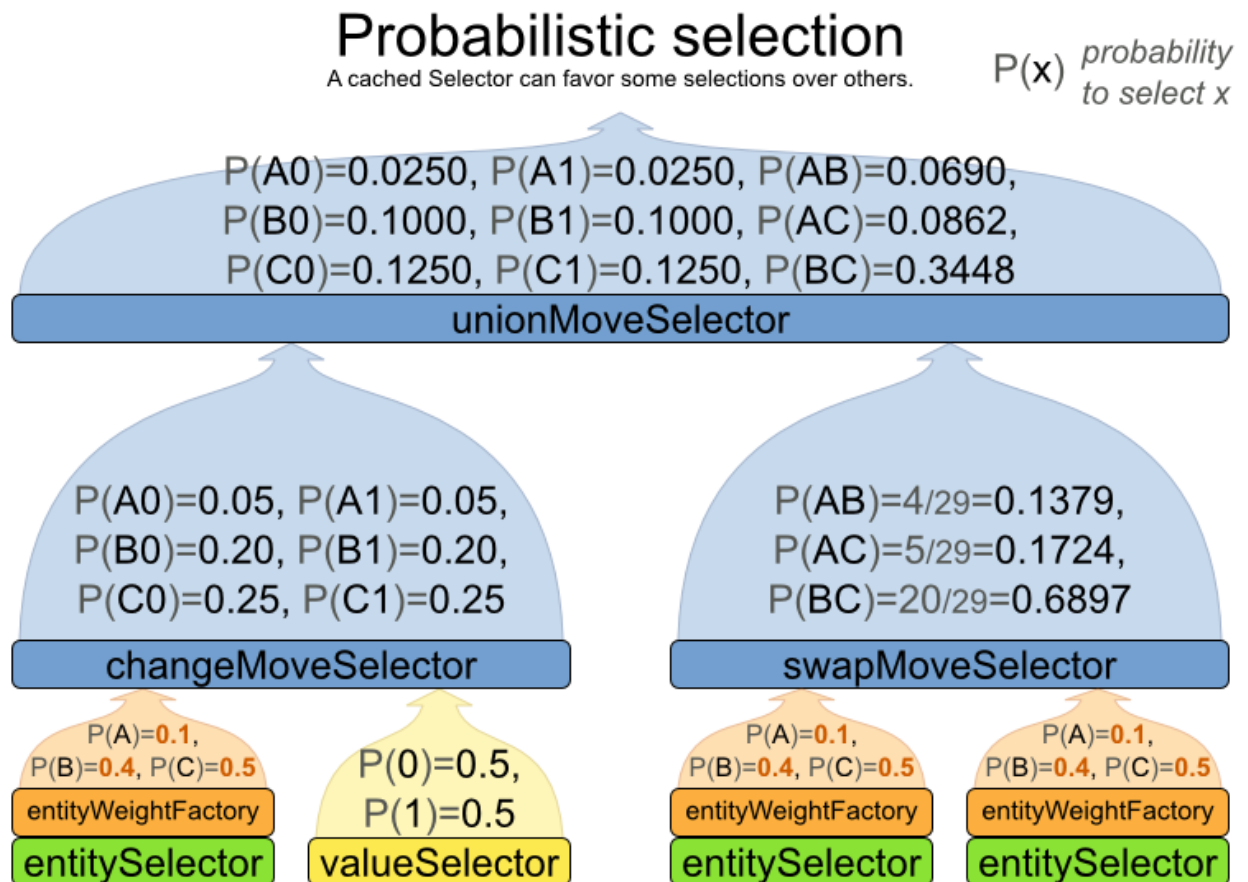 Probabilistic selection
A cached Selector can favor some selections over others.
P(x) probability
to select x
P(A0)=0.0250, P(A1)=0.0250, P(AB)=0.0690,
P(B0)=0.1000, P(B1)=0.1000, P(AC)=0.0862,
P(C0)=0.1250, P(C1)=0.1250, P(BC)=0.3448
unionMoveSelector
P(A0)=0.05, P(A1)=0.05,
P(B0)=0.20, P(B1)=0.20,
P(C0)=0.25, P(C1)=0.25
changeMoveSelector
P(AB)=4/29=0.1379,
P(AC)=5/29=0.1724,
P(BC)=20/29=0.6897
swapMoveSelector
P(A)=0.1,
P(B)=0.4, P(C)=0.5
entityWeightFactory
entitySelector
P(0)=0.5,
P(1)=0.5
valueSelector
P(A)=0.1,
P(B)=0.4, P(C)=0.5
entityWeightFactory
entitySelector
P(A)=0.1,
P(B)=0.4, P(C)=0.5
entityWeightFactory
entitySelector